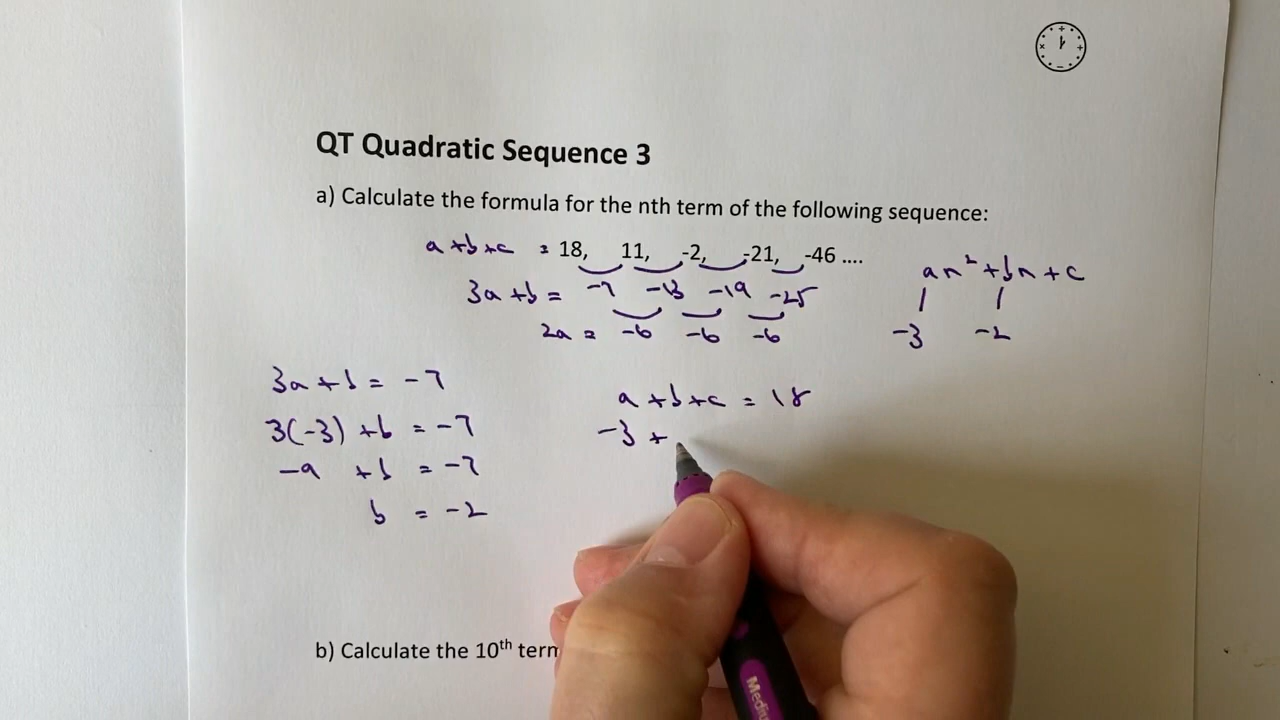 QT Quadratic Sequence 3
a) Calculate the formula for the nth term of the following sequence:
a+b+c = 18, 11, -2, -21, -46 ....
an²+bn+c
3a+b = -7 -13 -19 -25
-3 -2
2a = -6 -6 -6
3a+b = -7
a+b+c = 18
3(-3) +b = -7
-3 +
-9 +b = -7
b = -2
b) Calculate the 10th term
Medium